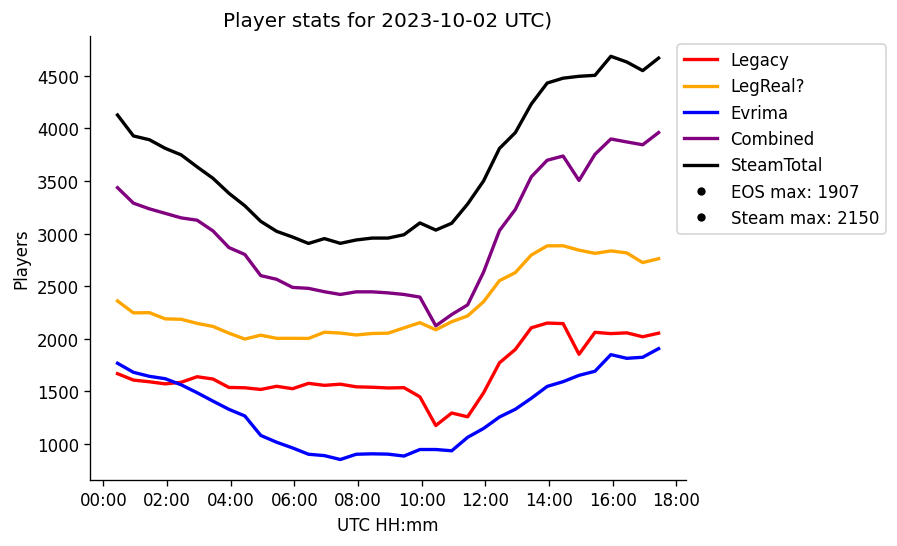 Player stats for 2023-10-02 UTC)
Legacy
LegReal?
Evrima
Combined
SteamTotal
EOS max: 1907
Steam max: 2150
Players
4500
4000
3500
3000
2500
2000
1500
1000
00:00 02:00 04:00 06:00 08:00 10:00 12:00 14:00 16:00 18:00
UTC HH:mm